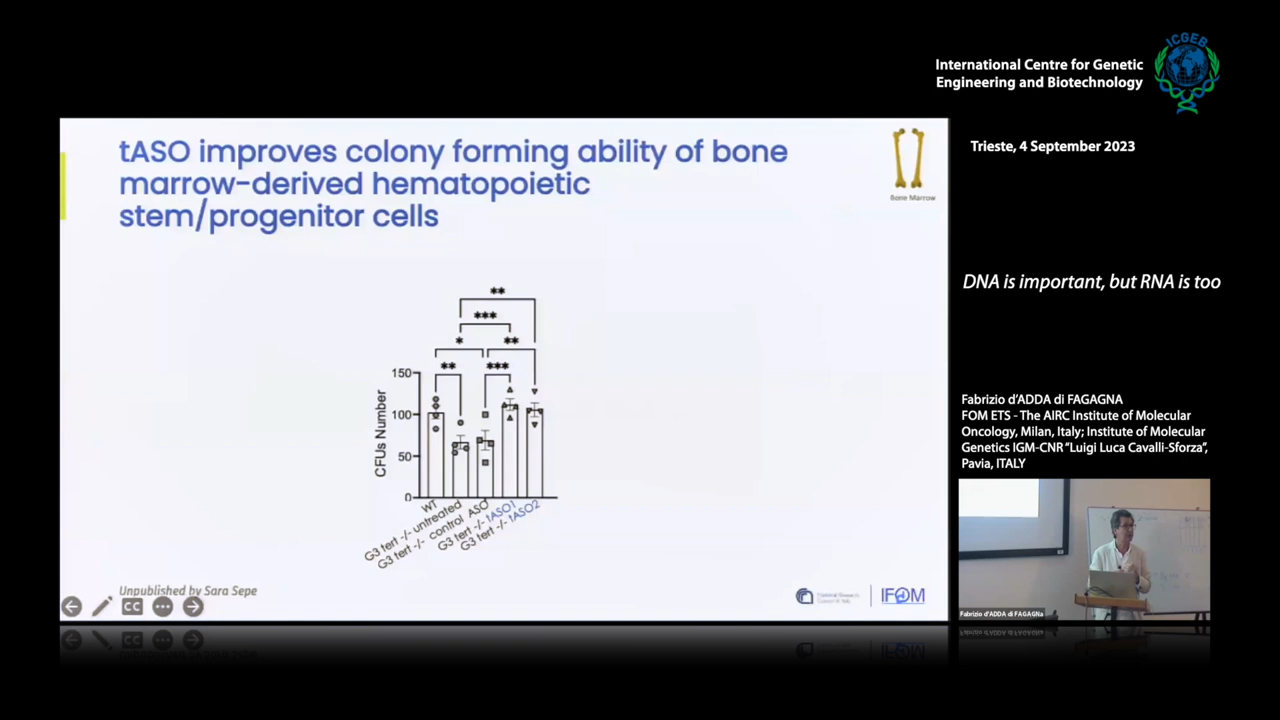 ICGEB
International Centre for Genetic
Engineering and Biotechnology
Trieste, 4 September 2023
tASO improves colony forming ability of bone
marrow-derived hematopoietic
stem/progenitor cells
Bone Marrow
**
***
*
**
**
***
CFUs Number
150
100
50
0
WT
G3 tert -/- untreated
G3 tert -/- control ASO
G3 tert -/- tASO1
G3 tert -/- tASO2
Unpublished by Sara Sepe
CC
IFOM
DNA is important, but RNA is too
Fabrizio d'ADDA di FAGAGNA
FOM ETS - The AIRC Institute of Molecular
Oncology, Milan, Italy; Institute of Molecular
Genetics IGM-CNR "Luigi Luca Cavalli-Sforza",
Pavia, ITALY
Fabrizio d'ADDA di FAGAGNa